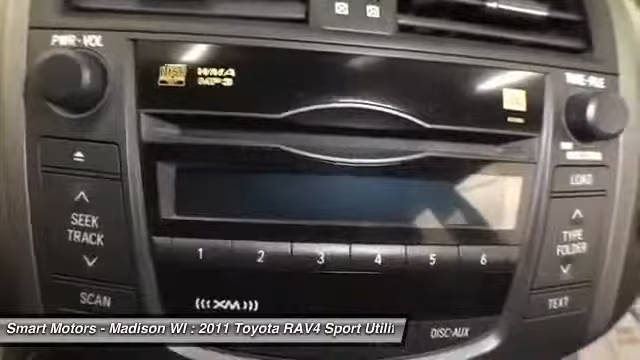 PWR·VOL
WMA
MP3
TUNE·FILE
LOAD
SEEK
TRACK
TYPE
FOLDER
1 2 3 4 5 6
SCAN
TEXT
(((XM)))
DISC·AUX
Smart Motors - Madison WI : 2011 Toyota RAV4 Sport Utili